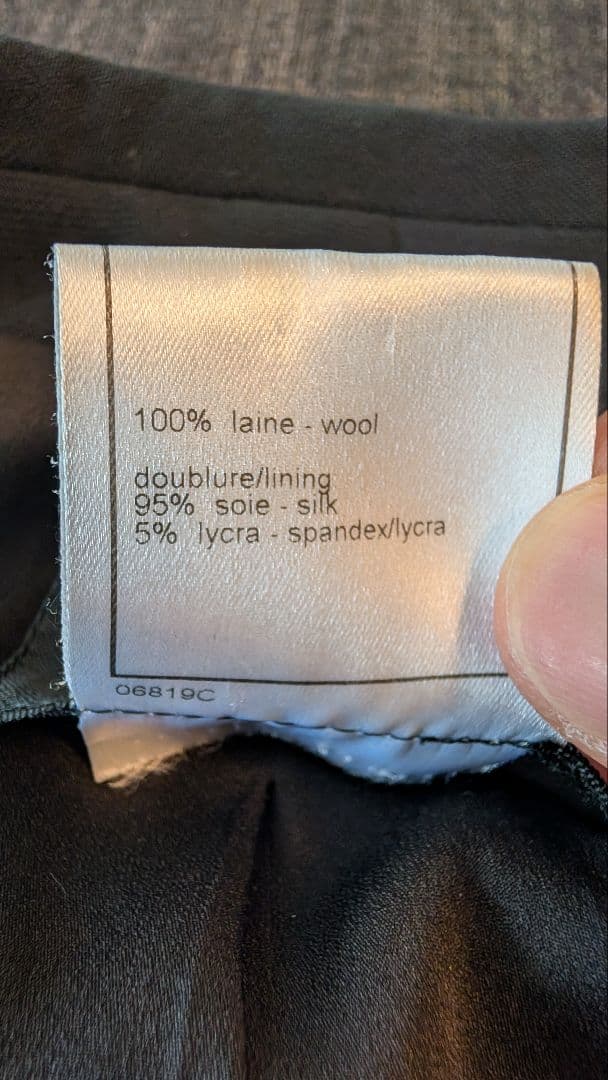 100% laine - wool
doublure/lining
95% soie - silk
5% lycra - spandex/lycra
06819C